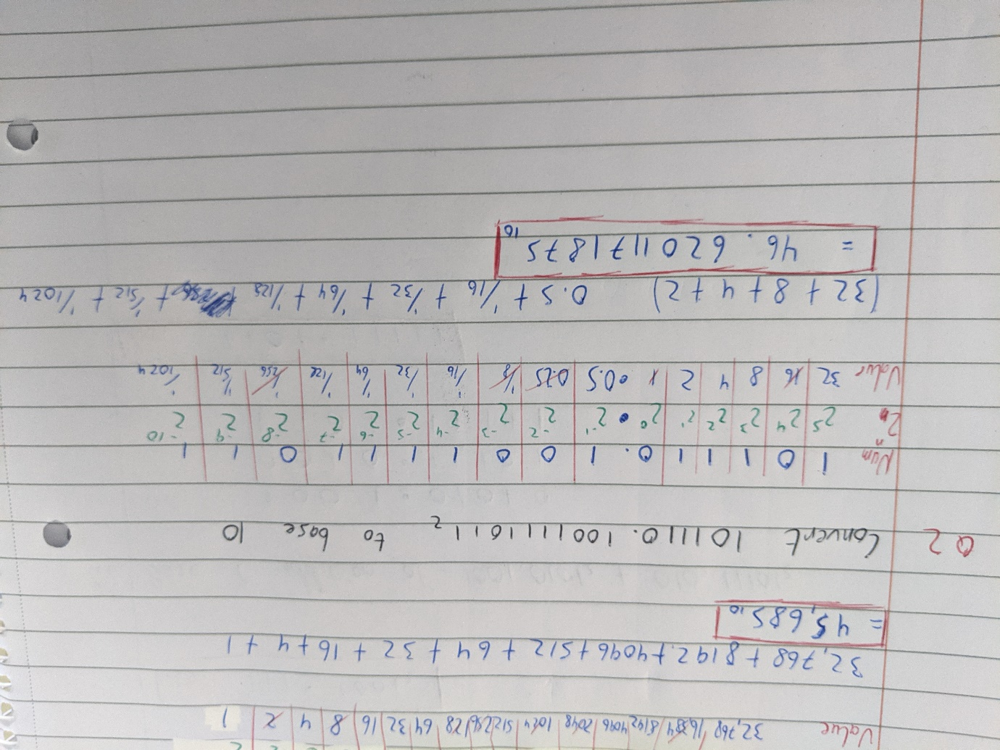 Value 32,768 16,384 8192 4096 2048 1024 512 256 128 64 32 16 8 4 2 1
32,768 + 8192 + 4096 + 512 + 64 + 32 + 16 + 4 + 1
= 45,685₁₀
Q2 Convert 101110.1001111011₂ to base 10
Num 1 0 1 1 1 0 . 1 0 0 1 1 1 1 0 1 1
2ⁿ 2⁵ 2⁴ 2³ 2² 2¹ 2⁰ • 2⁻¹ 2⁻² 2⁻³ 2⁻⁴ 2⁻⁵ 2⁻⁶ 2⁻⁷ 2⁻⁸ 2⁻⁹ 2⁻¹⁰
Value 32 16 8 4 2 1 • 0.5 0.25 1/8 1/16 1/32 1/64 1/128 1/256 1/512 1/1024
(32 + 8 + 4 + 2) 0.5 + 1/16 + 1/32 + 1/64 + 1/128 + 1/512 + 1/1024
= 46.6201171875₁₀